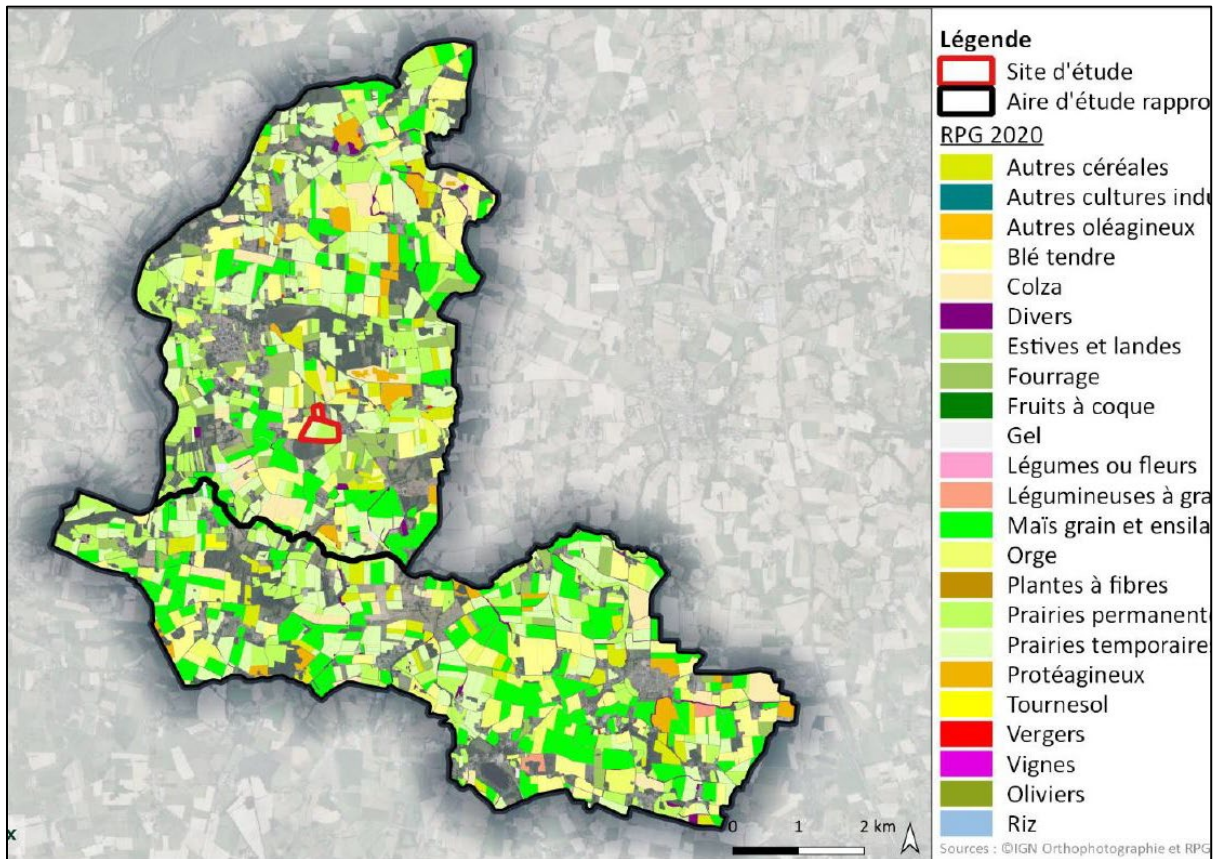 Légende
Site d'étude
Aire d'étude rappro
RPG 2020
Autres céréales
Autres cultures indu
Autres oléagineux
Blé tendre
Colza
Divers
Estives et landes
Fourrage
Fruits à coque
Gel
Légumes ou fleurs
Légumineuses à gra
Maïs grain et ensila
Orge
Plantes à fibres
Prairies permanent
Prairies temporaire
Protéagineux
Tournesol
Vergers
Vignes
Oliviers
Riz
0 1 2 km
x
Sources : ©IGN Orthophotographie et RPG